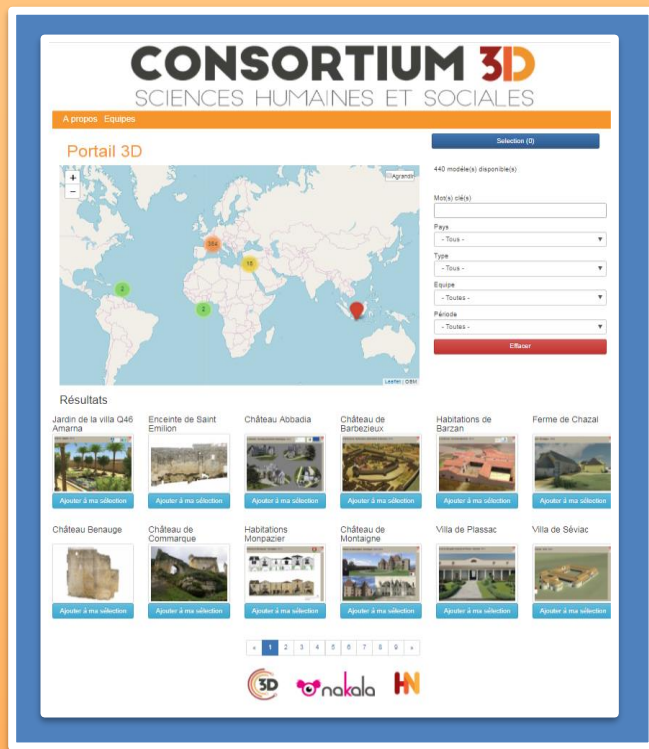 CONSORTIUM 3D
SCIENCES HUMAINES ET SOCIALES
A propos Equipes
Portail 3D
Selection (0)
440 modèle(s) disponible(s)
+
−
Agrandir
Mot(s) clé(s)
Pays
- Tous -
Type
- Tous -
Equipe
- Toutes -
Période
- Toutes -
Effacer
2
2
Leaflet | OSM
Résultats
Jardin de la villa Q46
Amarna
Enceinte de Saint
Emilion
Château Abbadia
Château de
Barbezieux
Habitations de
Barzan
Ferme de Chazal
Ajouter à ma sélection
Ajouter à ma sélection
Ajouter à ma sélection
Ajouter à ma sélection
Ajouter à ma sélection
Ajouter à ma sélection
Château Benauge
Château de
Commarque
Habitations
Monpazier
Château de
Montaigne
Villa de Plassac
Villa de Séviac
Ajouter à ma sélection
Ajouter à ma sélection
Ajouter à ma sélection
Ajouter à ma sélection
Ajouter à ma sélection
Ajouter à ma sélection
« 1 2 3 4 5 6 7 8 9 »
3D nakala HN